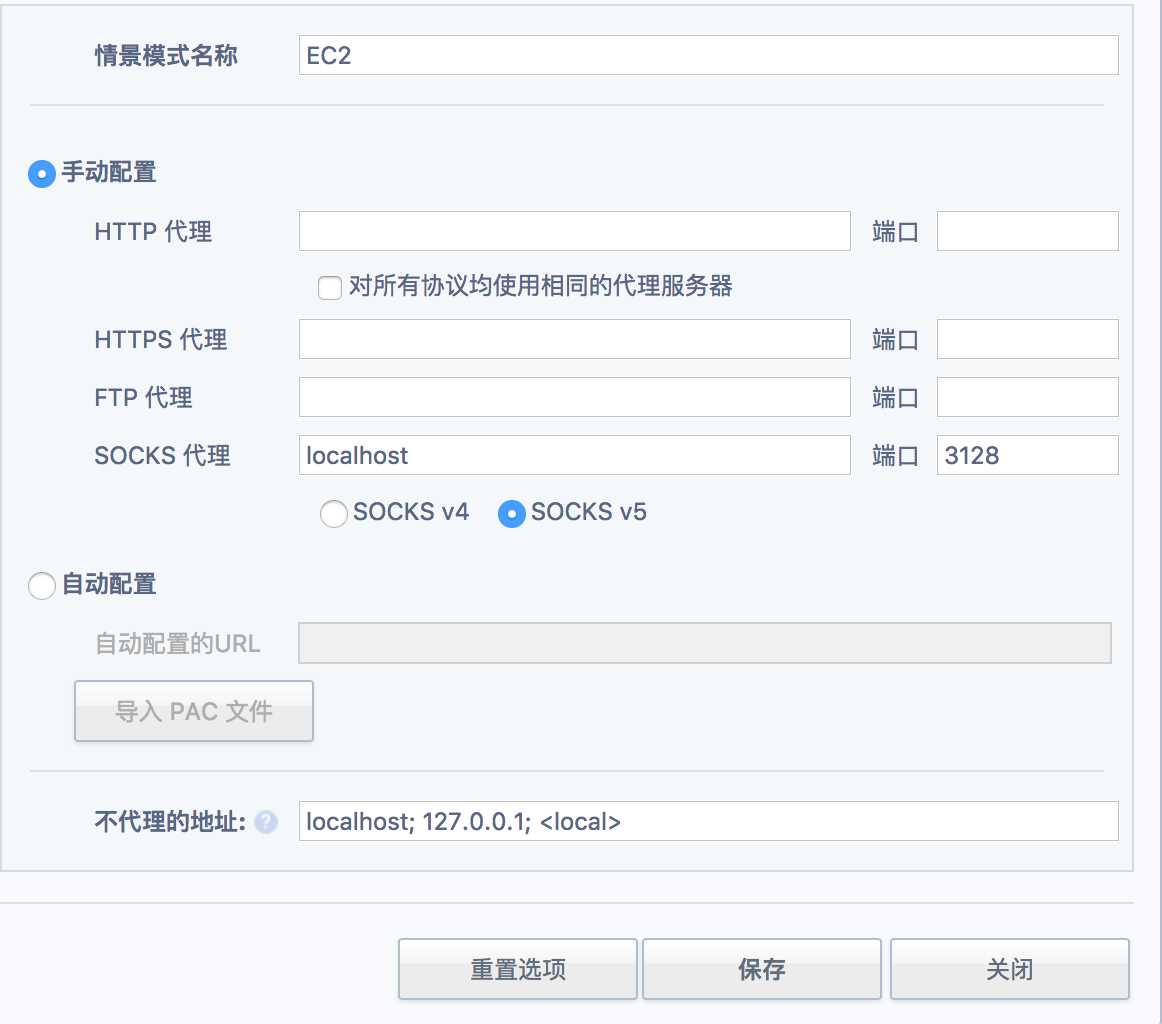 情景模式名称 EC2
手动配置
HTTP 代理 端口
对所有协议均使用相同的代理服务器
HTTPS 代理 端口
FTP 代理 端口
SOCKS 代理 localhost 端口 3128
SOCKS v4 SOCKS v5
自动配置
自动配置的URL
导入 PAC 文件
不代理的地址: ? localhost; 127.0.0.1; <local>
重置选项 保存 关闭